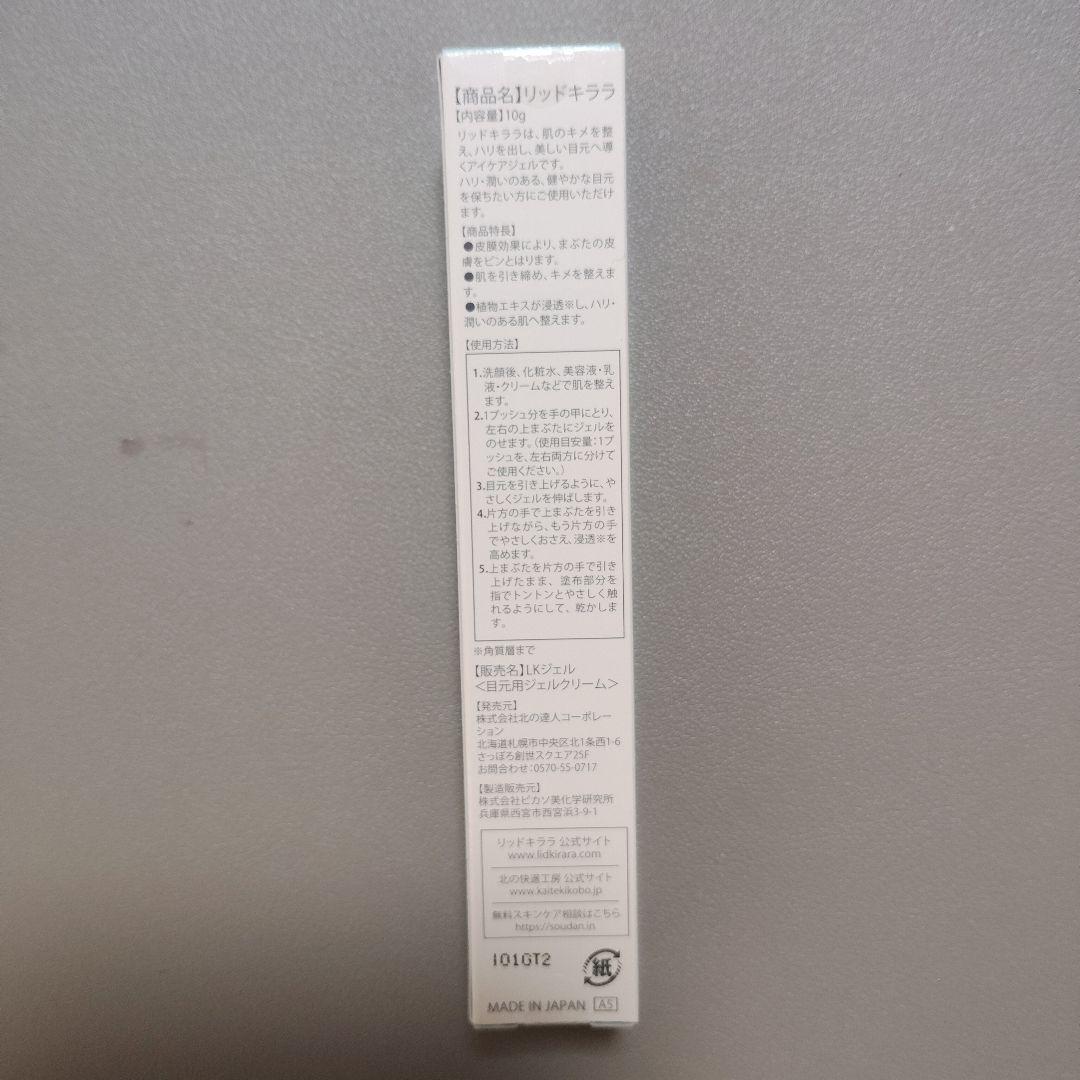 【商品名】リッドキララ
【内容量】10g
リッドキララは、肌のキメを整
え、ハリを出し、美しい目元へ導
くアイケアジェルです。
ハリ・潤いのある、健やかな目元
を保ちたい方にご使用いただけ
ます。
【商品特長】
●皮膜効果により、まぶたの皮
膚をピンとはります。
●肌を引き締め、キメを整えま
す。
●植物エキスが浸透※し、ハリ・
潤いのある肌へ整えます。
【使用方法】
1.洗顔後、化粧水、美容液・乳
液・クリームなどで肌を整え
ます。
2.1プッシュ分を手の甲にとり、
左右の上まぶたにジェルを
のせます。(使用目安量:1プ
ッシュを、左右両方に分けて
ご使用ください。)
3.目元を引き上げるように、や
さしくジェルを伸ばします。
4.片方の手で上まぶたを引き
上げながら、もう片方の手
でやさしくおさえ、浸透※を
高めます。
5.上まぶたを片方の手で引き
上げたまま、塗布部分を
指でトントンとやさしく触
れるようにして、乾かしま
す。
※角質層まで
【販売名】LKジェル
＜目元用ジェルクリーム＞
【発売元】
株式会社北の達人コーポレー
ション
北海道札幌市中央区北1条西1-6
さっぽろ創世スクエア25F
お問合わせ:0570-55-0717
【製造販売元】
株式会社ピカソ美化学研究所
兵庫県西宮市西宮浜3-9-1
リッドキララ 公式サイト
www.lidkirara.com
北の快適工房 公式サイト
www.kaitekikobo.jp
無料スキンケア相談はこちら
https://soudan.in
101GT2
紙
MADE IN JAPAN A5